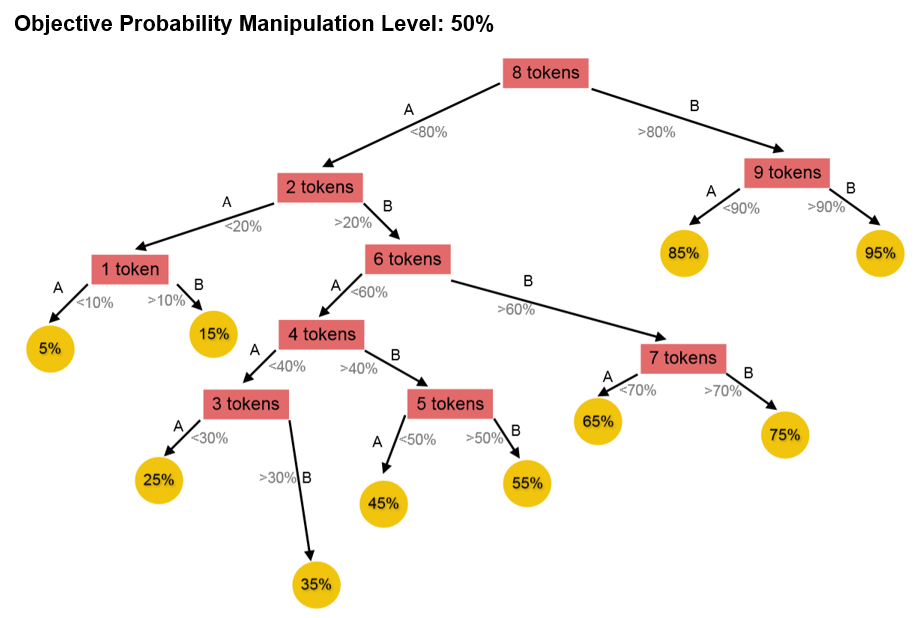 Objective Probability Manipulation Level: 50%
8 tokens
A
<80%
B
>80%
2 tokens
9 tokens
A
<20%
B
>20%
A
<90%
B
>90%
1 token
6 tokens
85%
95%
A
<10%
B
>10%
A
<60%
B
>60%
5%
15%
4 tokens
7 tokens
A
<40%
B
>40%
A
<70%
B
>70%
3 tokens
5 tokens
65%
75%
A
<30%
>30%
B
A
<50%
B
>50%
25%
45%
55%
35%